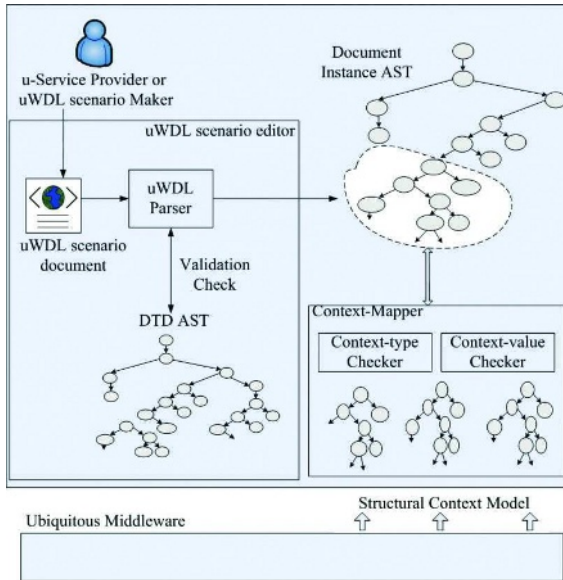 u-Service Provider or
uWDL scenario Maker
Document
Instance AST
uWDL scenario editor
uWDL
Parser
uWDL scenario
document
Validation
Check
DTD AST
Context-Mapper
Context-type
Checker
Context-value
Checker
Structural Context Model
Ubiquitous Middleware